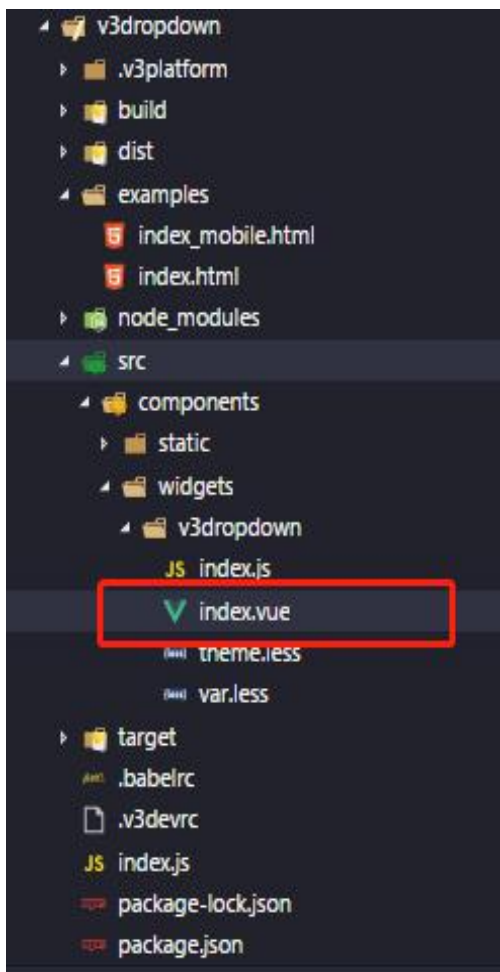 v3dropdown
.v3platform
build
dist
examples
index_mobile.html
index.html
node_modules
src
components
static
widgets
v3dropdown
JS index.js
index.vue
theme.less
var.less
target
.babelrc
.v3devrc
JS index.js
package-lock.json
package.json